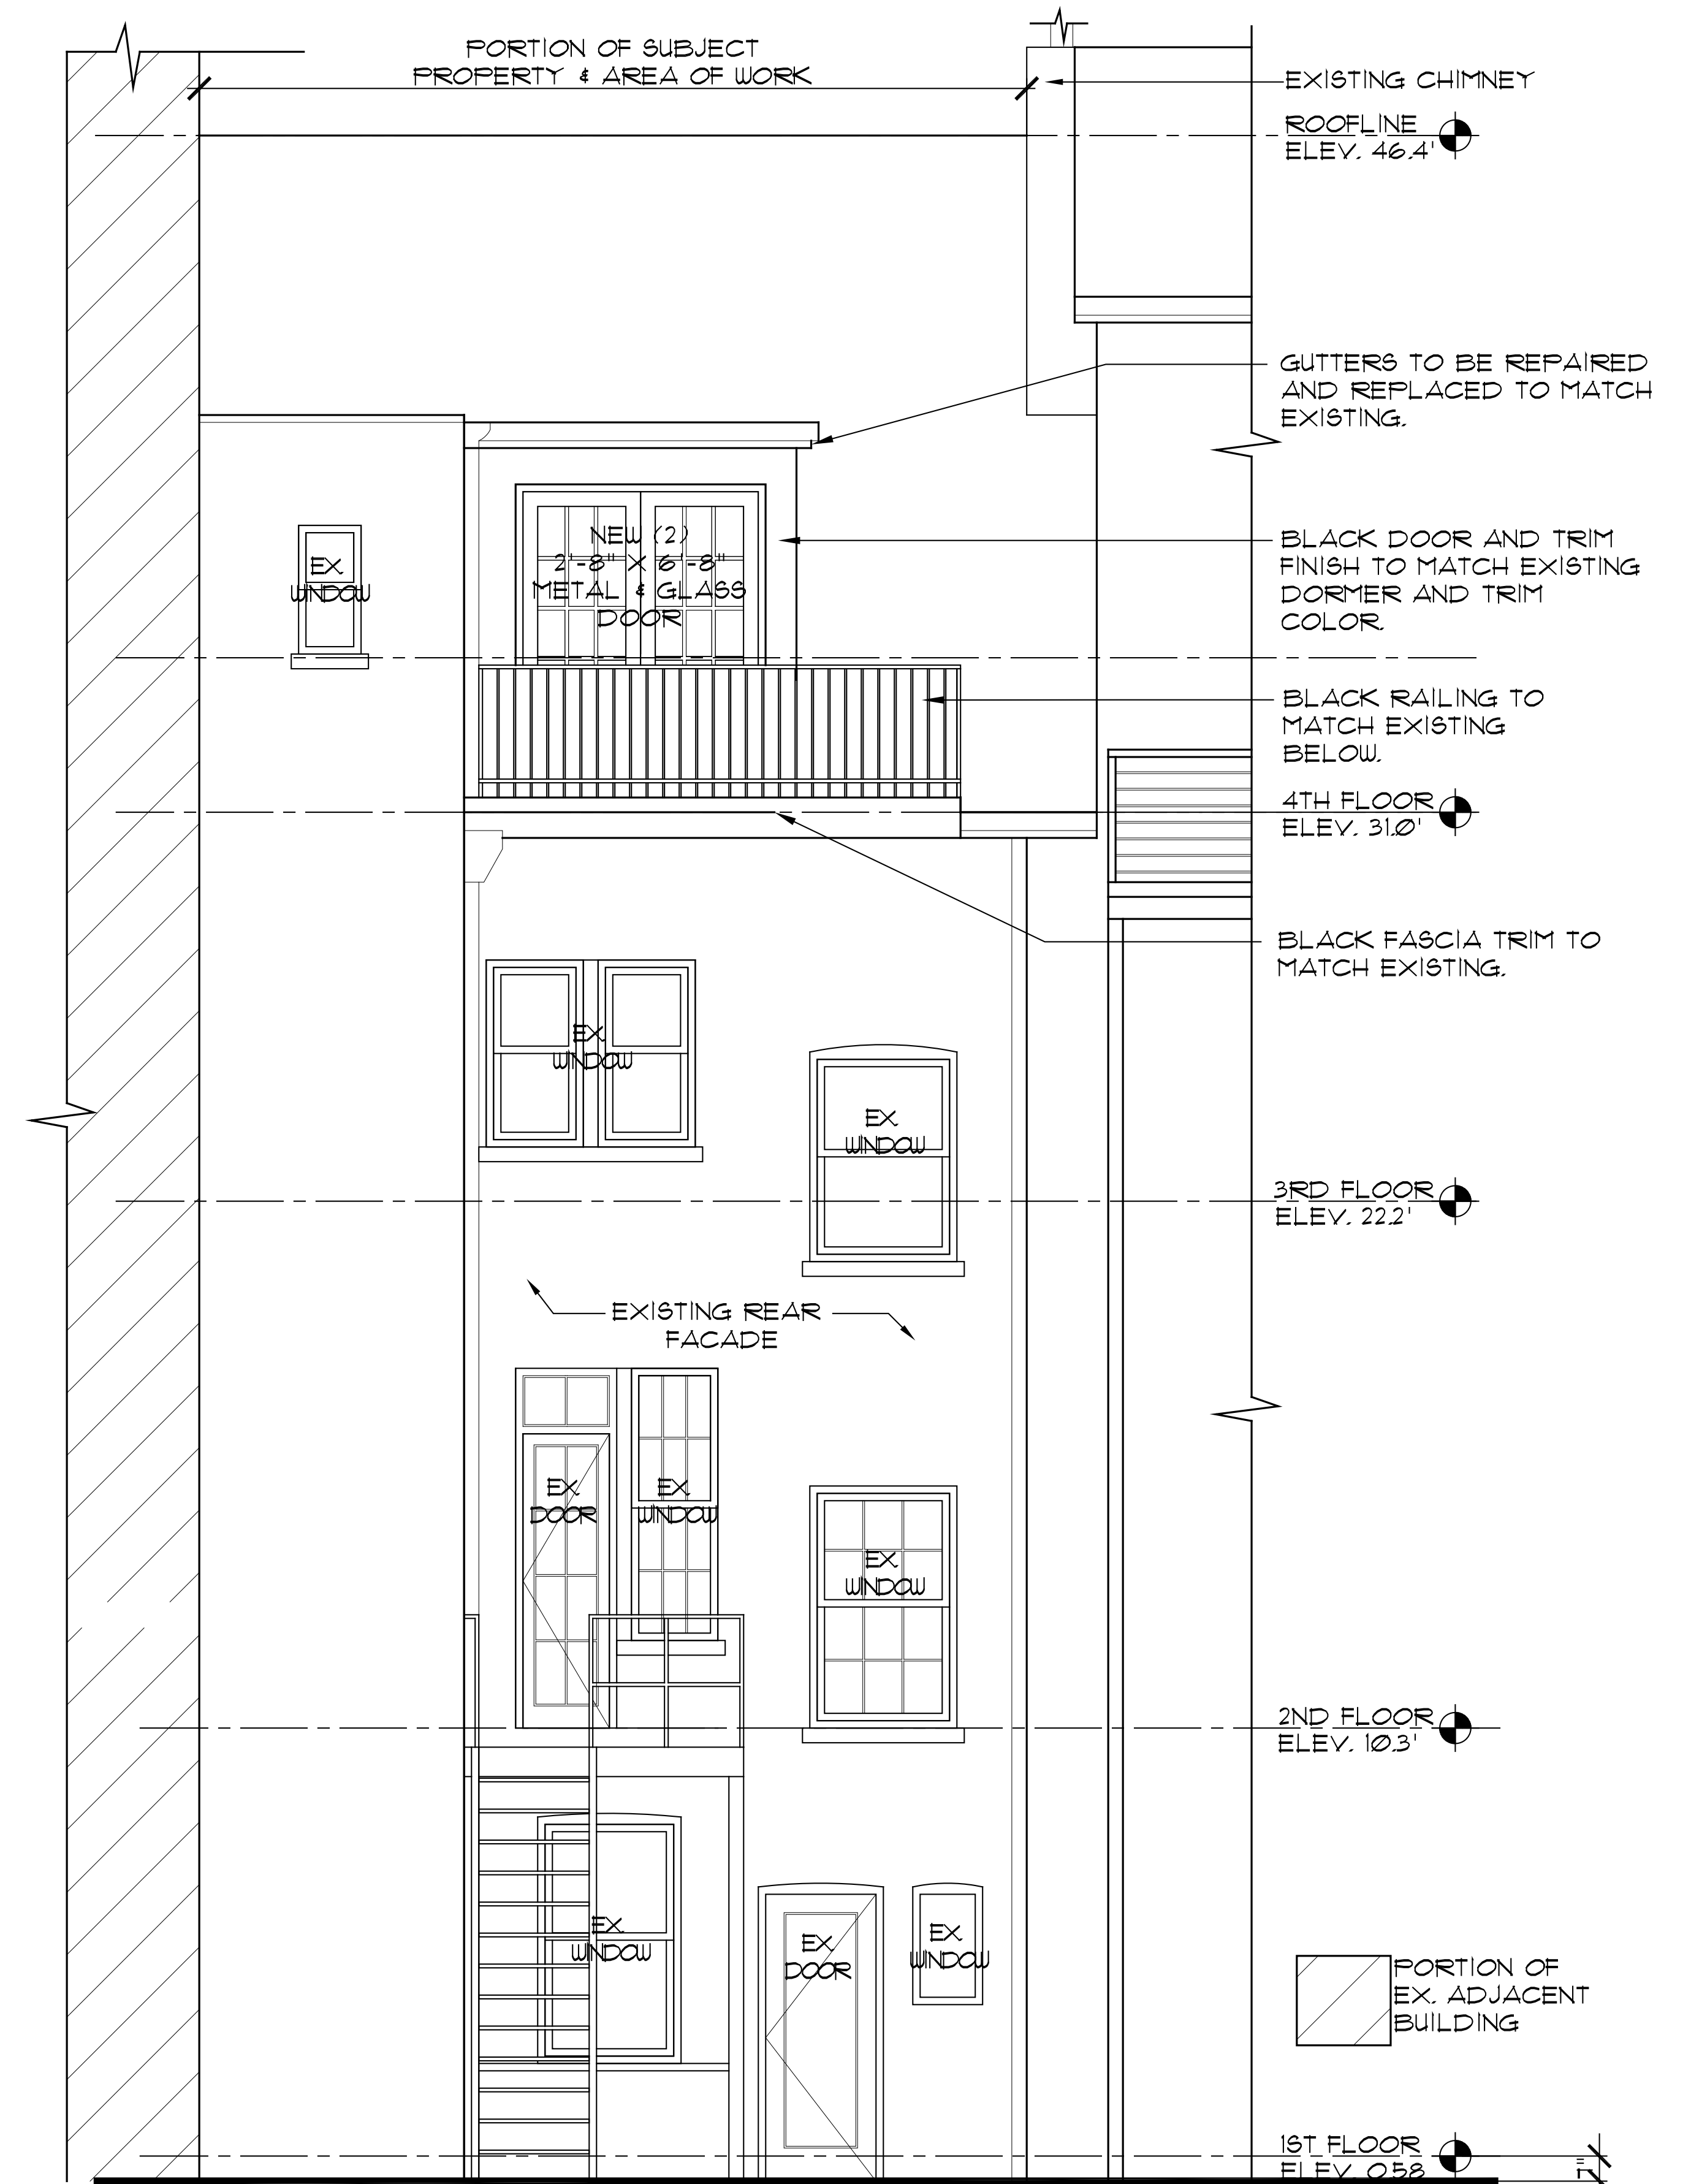 PORTION OF SUBJECT
PROPERTY & AREA OF WORK
EXISTING CHIMNEY
ROOFLINE
ELEV. 46.4'
GUTTERS TO BE REPAIRED
AND REPLACED TO MATCH
EXISTING.
NEW (2)
2'-8" X 6'-8"
METAL & GLASS
DOOR
EX.
WINDOW
BLACK DOOR AND TRIM
FINISH TO MATCH EXISTING
DORMER AND TRIM
COLOR.
BLACK RAILING TO
MATCH EXISTING
BELOW.
4TH FLOOR
ELEV. 31.0'
BLACK FASCIA TRIM TO
MATCH EXISTING.
EX.
WINDOW
EX.
WINDOW
3RD FLOOR
ELEV. 22.2'
EXISTING REAR
FACADE
EX.
DOOR
EX.
WINDOW
EX.
WINDOW
2ND FLOOR
ELEV. 10.3'
EX.
WINDOW
EX.
DOOR
EX.
WINDOW
PORTION OF
EX. ADJACENT
BUILDING
1ST FLOOR
ELEV. 0.58